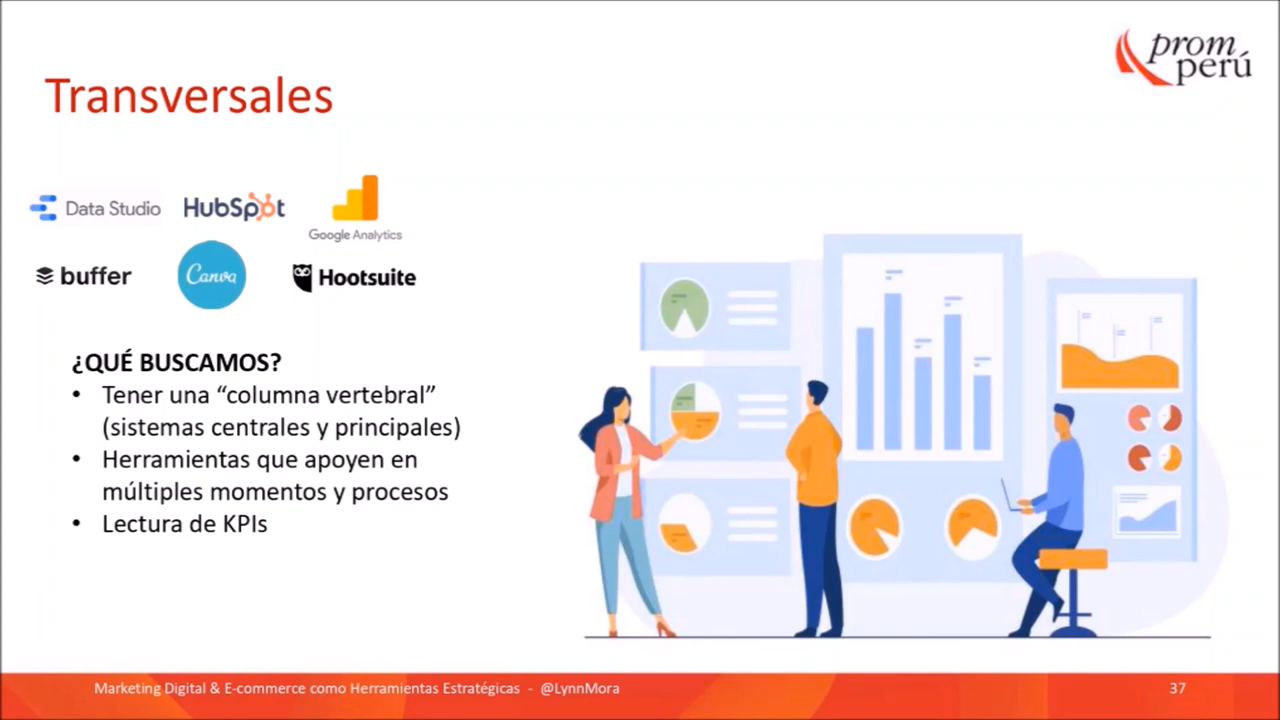 prom
perú
Transversales
Data Studio
HubSpot
Google Analytics
buffer
Canva
Hootsuite
¿QUÉ BUSCAMOS?
• Tener una “columna vertebral”
(sistemas centrales y principales)
• Herramientas que apoyen en
múltiples momentos y procesos
• Lectura de KPIs
Marketing Digital & E-commerce como Herramientas Estratégicas - @LynnMora
37